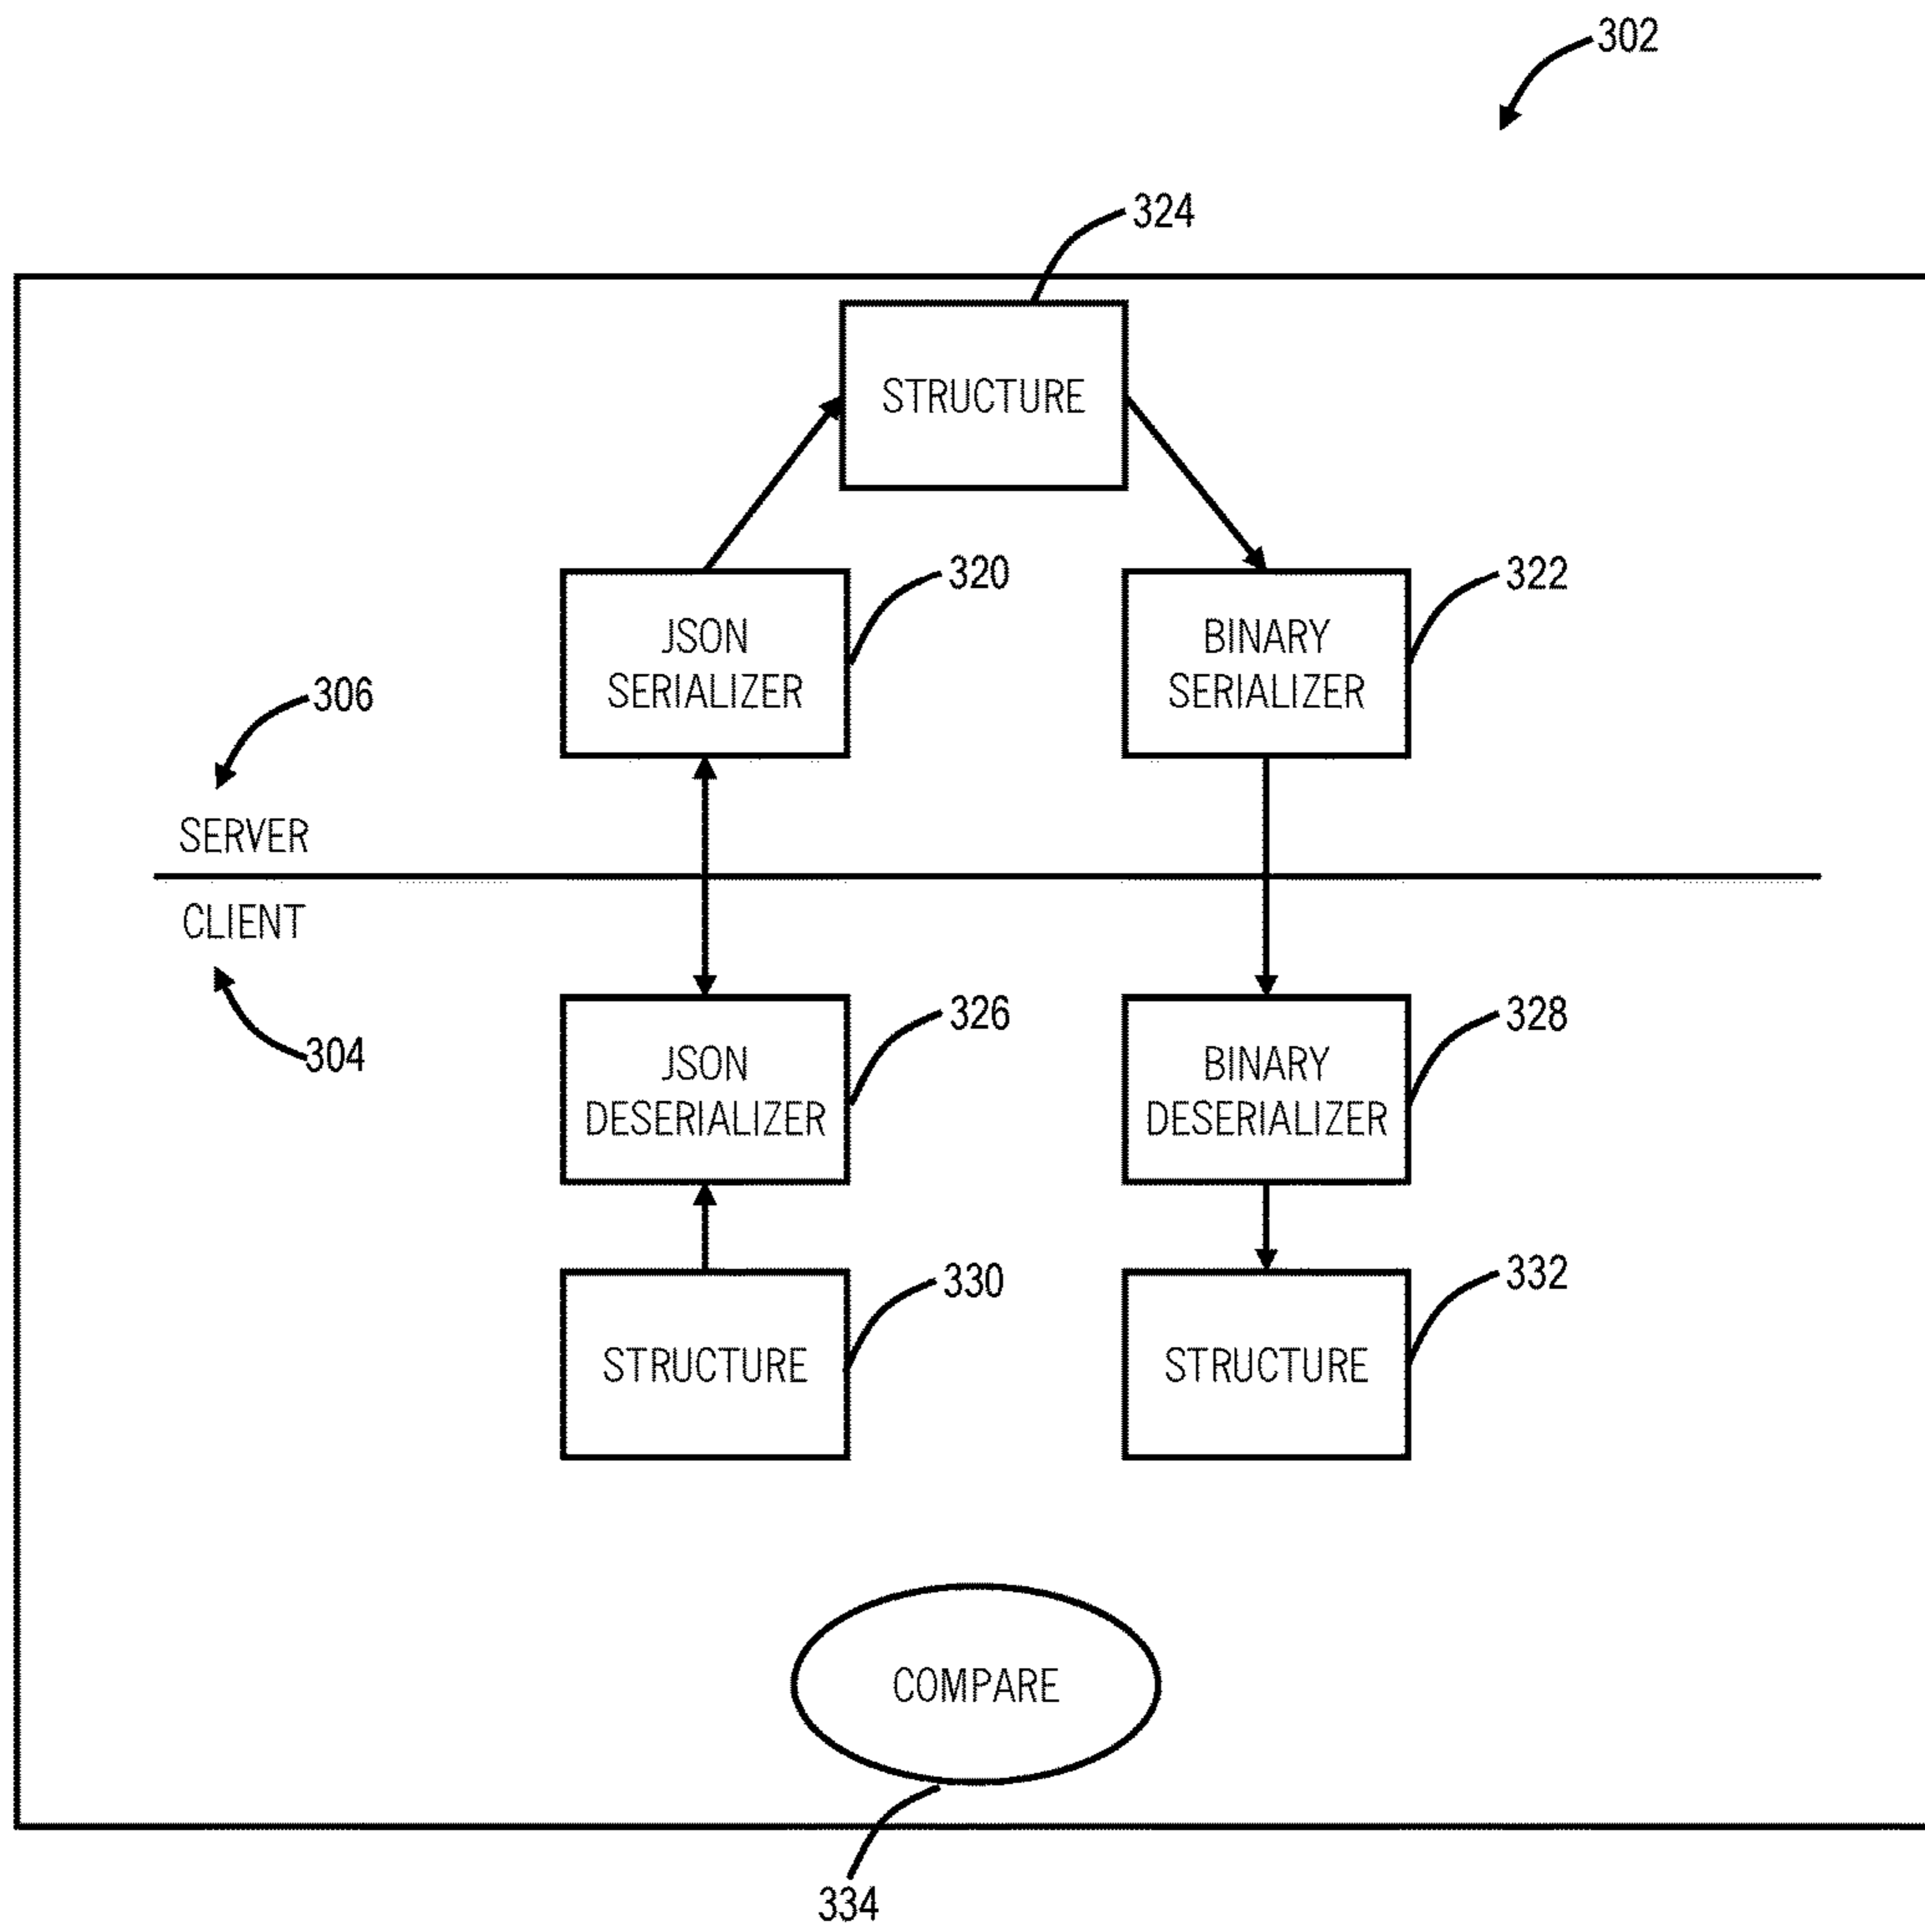 302
324
STRUCTURE
320
322
JSON
SERIALIZER
BINARY
SERIALIZER
306
SERVER
CLIENT
304
326
328
JSON
DESERIALIZER
BINARY
DESERIALIZER
330
332
STRUCTURE
STRUCTURE
COMPARE
334